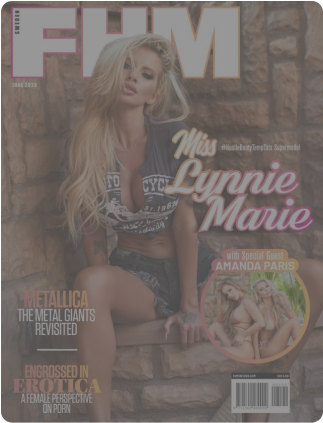 SWEDEN
FHM
Miss
Lynnie
Marie
with Special Guest
AMANDA PARIS
METALLICA
THE METAL GIANTS
REVISITED
ENGROSSED IN
EROTICA
A FEMALE PERSPECTIVE
ON PORN